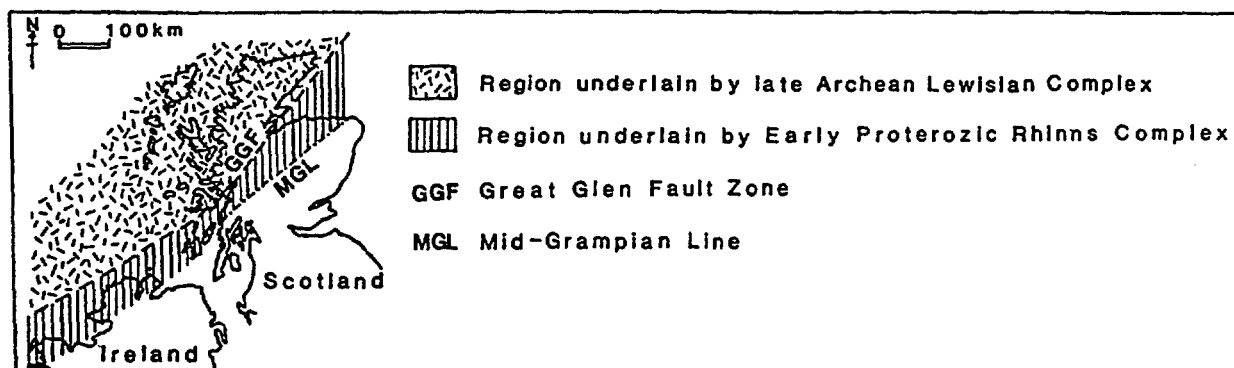 N
0 100km
Region underlain by late Archean Lewisian Complex
Region underlain by Early Proterozic Rhinns Complex
GGF Great Glen Fault Zone
MGL Mid-Grampian Line
GGF
MGL
Scotland
Ireland